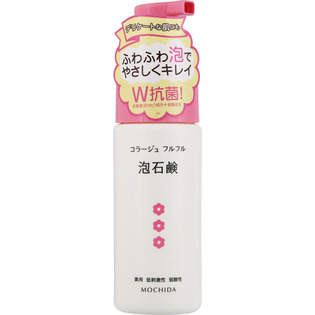 デリケートな肌にも
ふわふわ泡で
やさしくキレイ
W抗菌!
コラージュ フルフル
泡石鹸
薬用 低刺激性 弱酸性
MOCHIDA